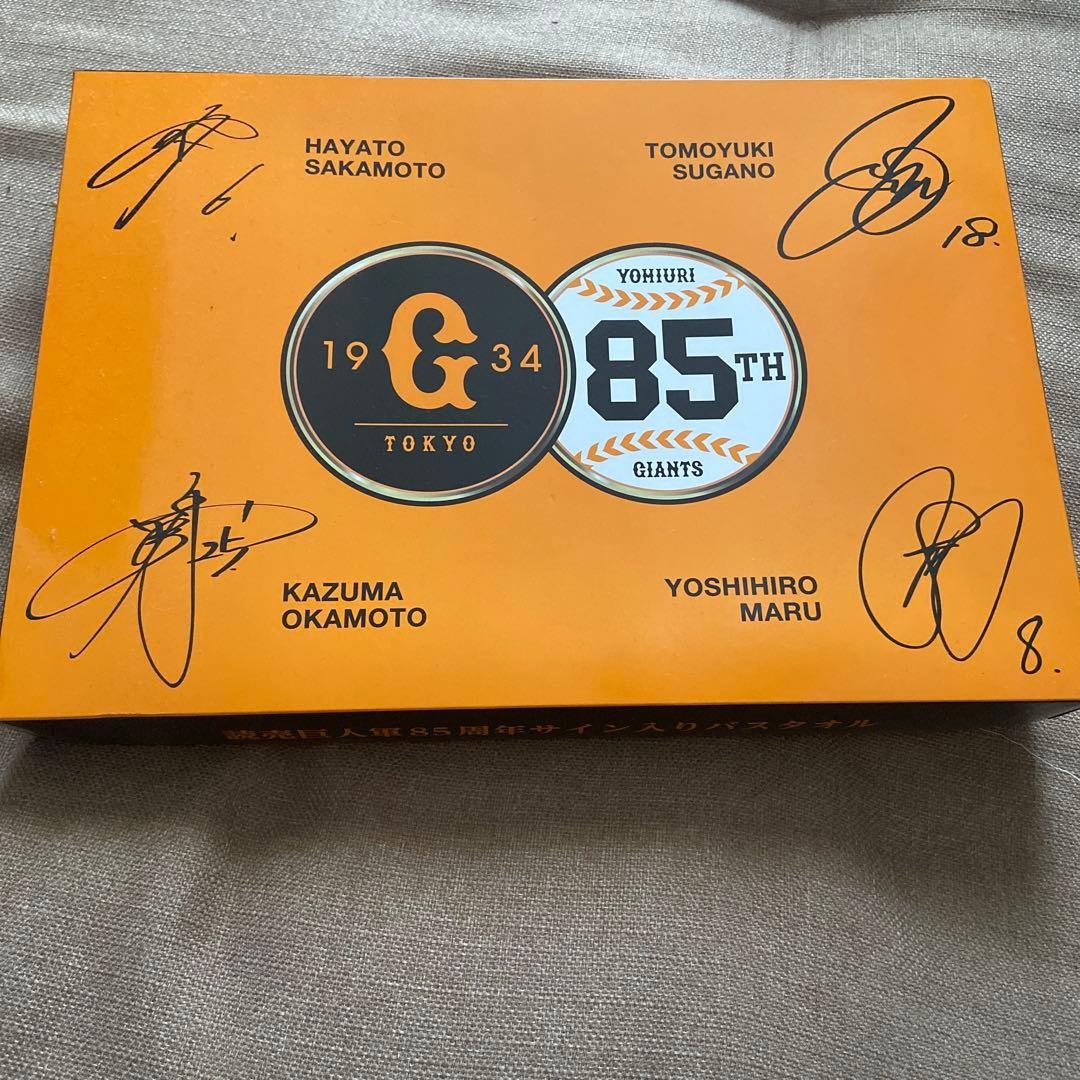 HAYATO
SAKAMOTO
6
TOMOYUKI
SUGANO
18.
19 G 34
TOKYO
YOMIURI
85TH
GIANTS
25
KAZUMA
OKAMOTO
YOSHIHIRO
MARU
8.
読売巨人軍85周年サイン入りバスタオル